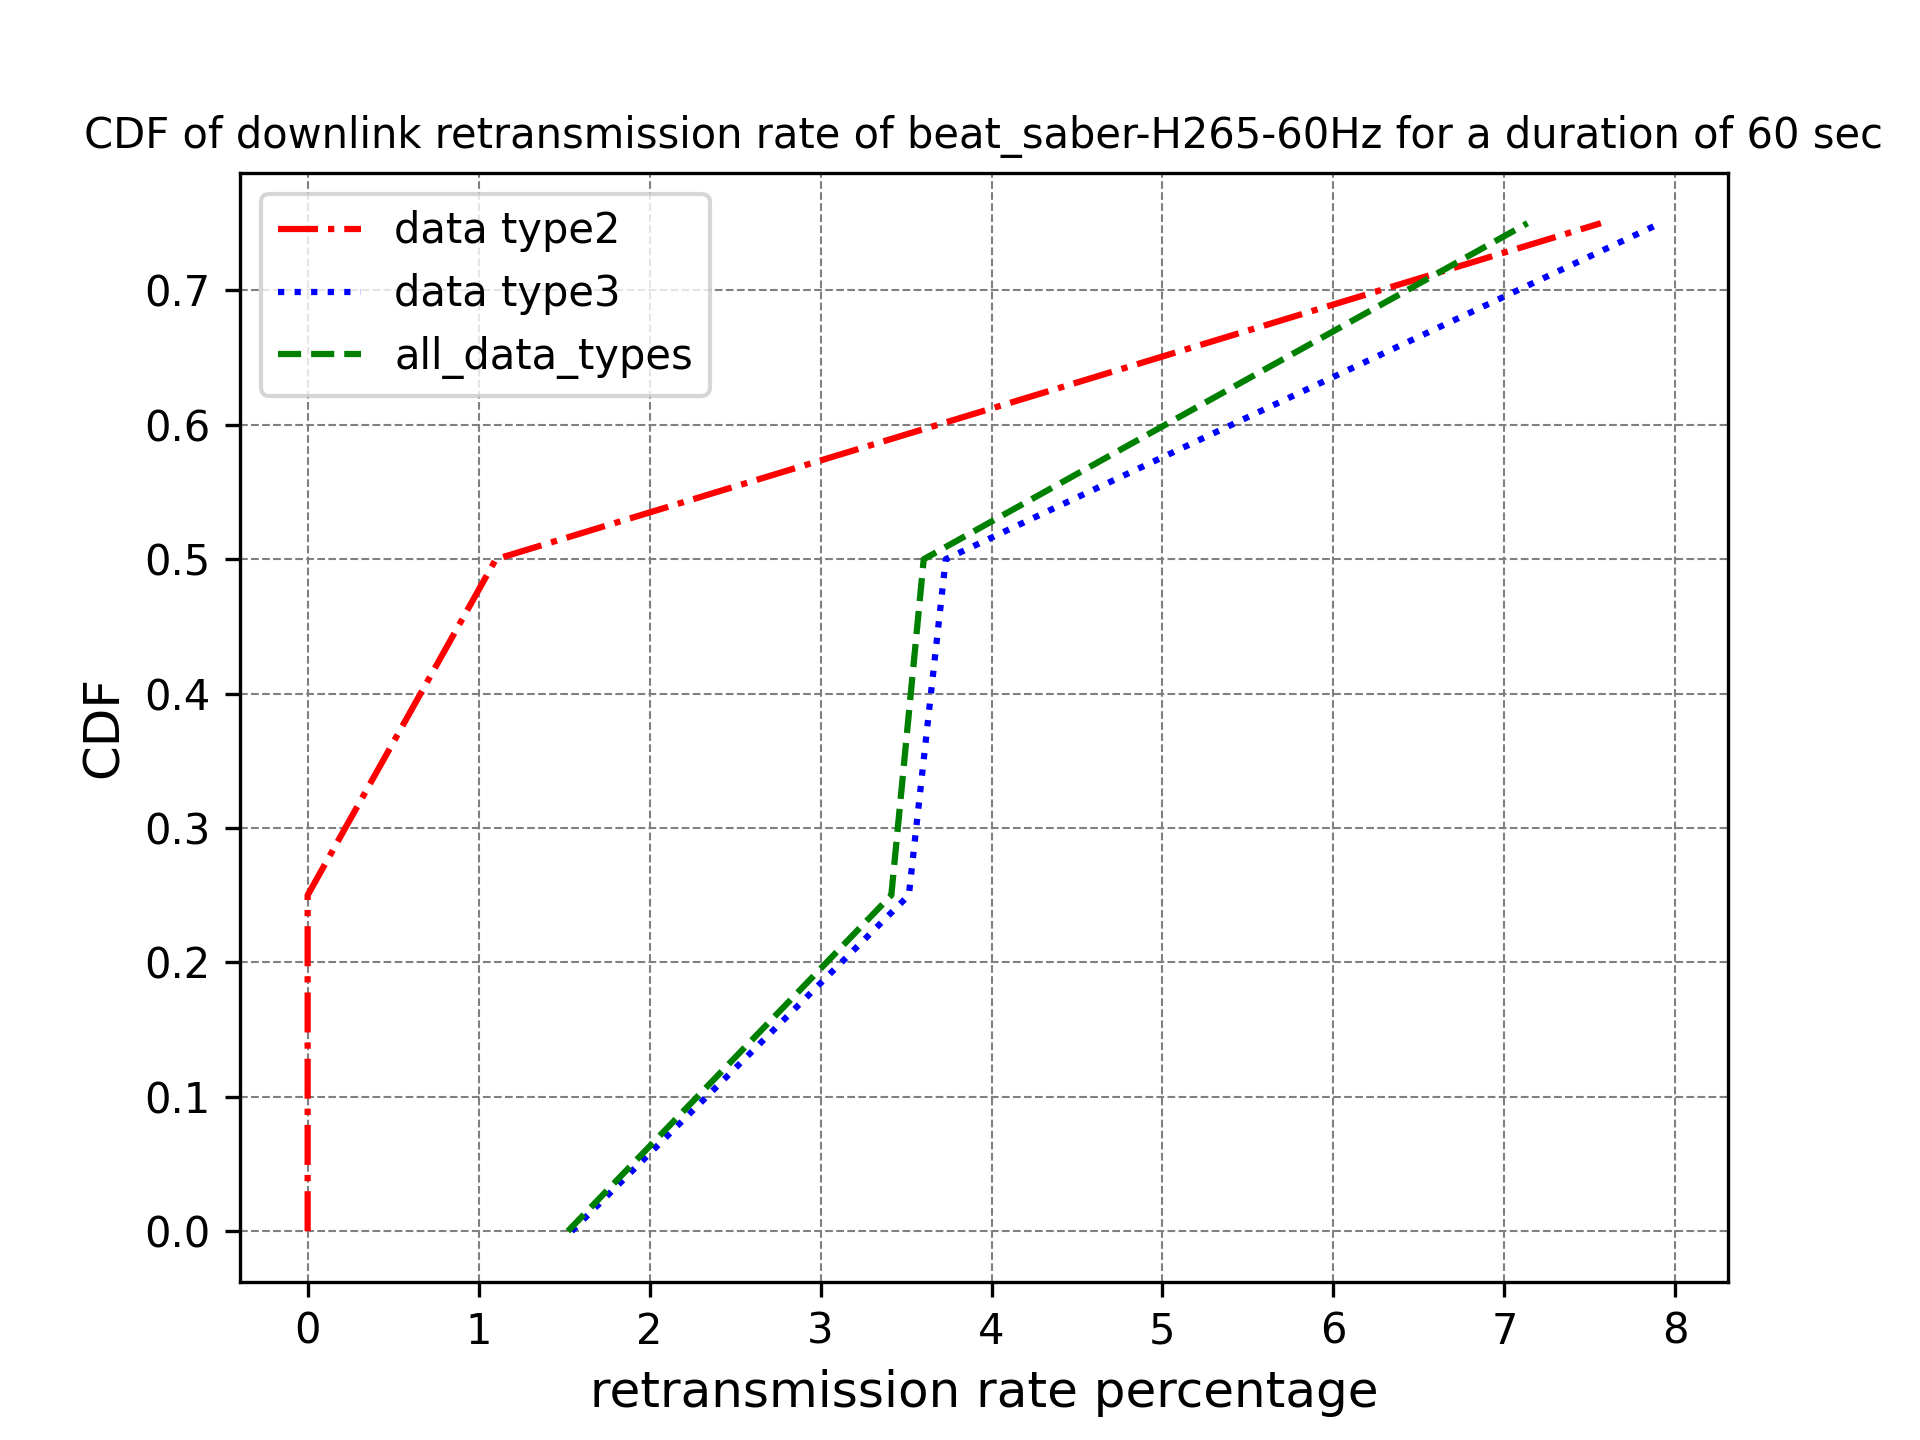 CDF of downlink retransmission rate of beat_saber-H265-60Hz for a duration of 60 sec
data type2
data type3
all_data_types
0.7
0.6
0.5
0.4
0.3
0.2
0.1
0.0
CDF
0 1 2 3 4 5 6 7 8
retransmission rate percentage